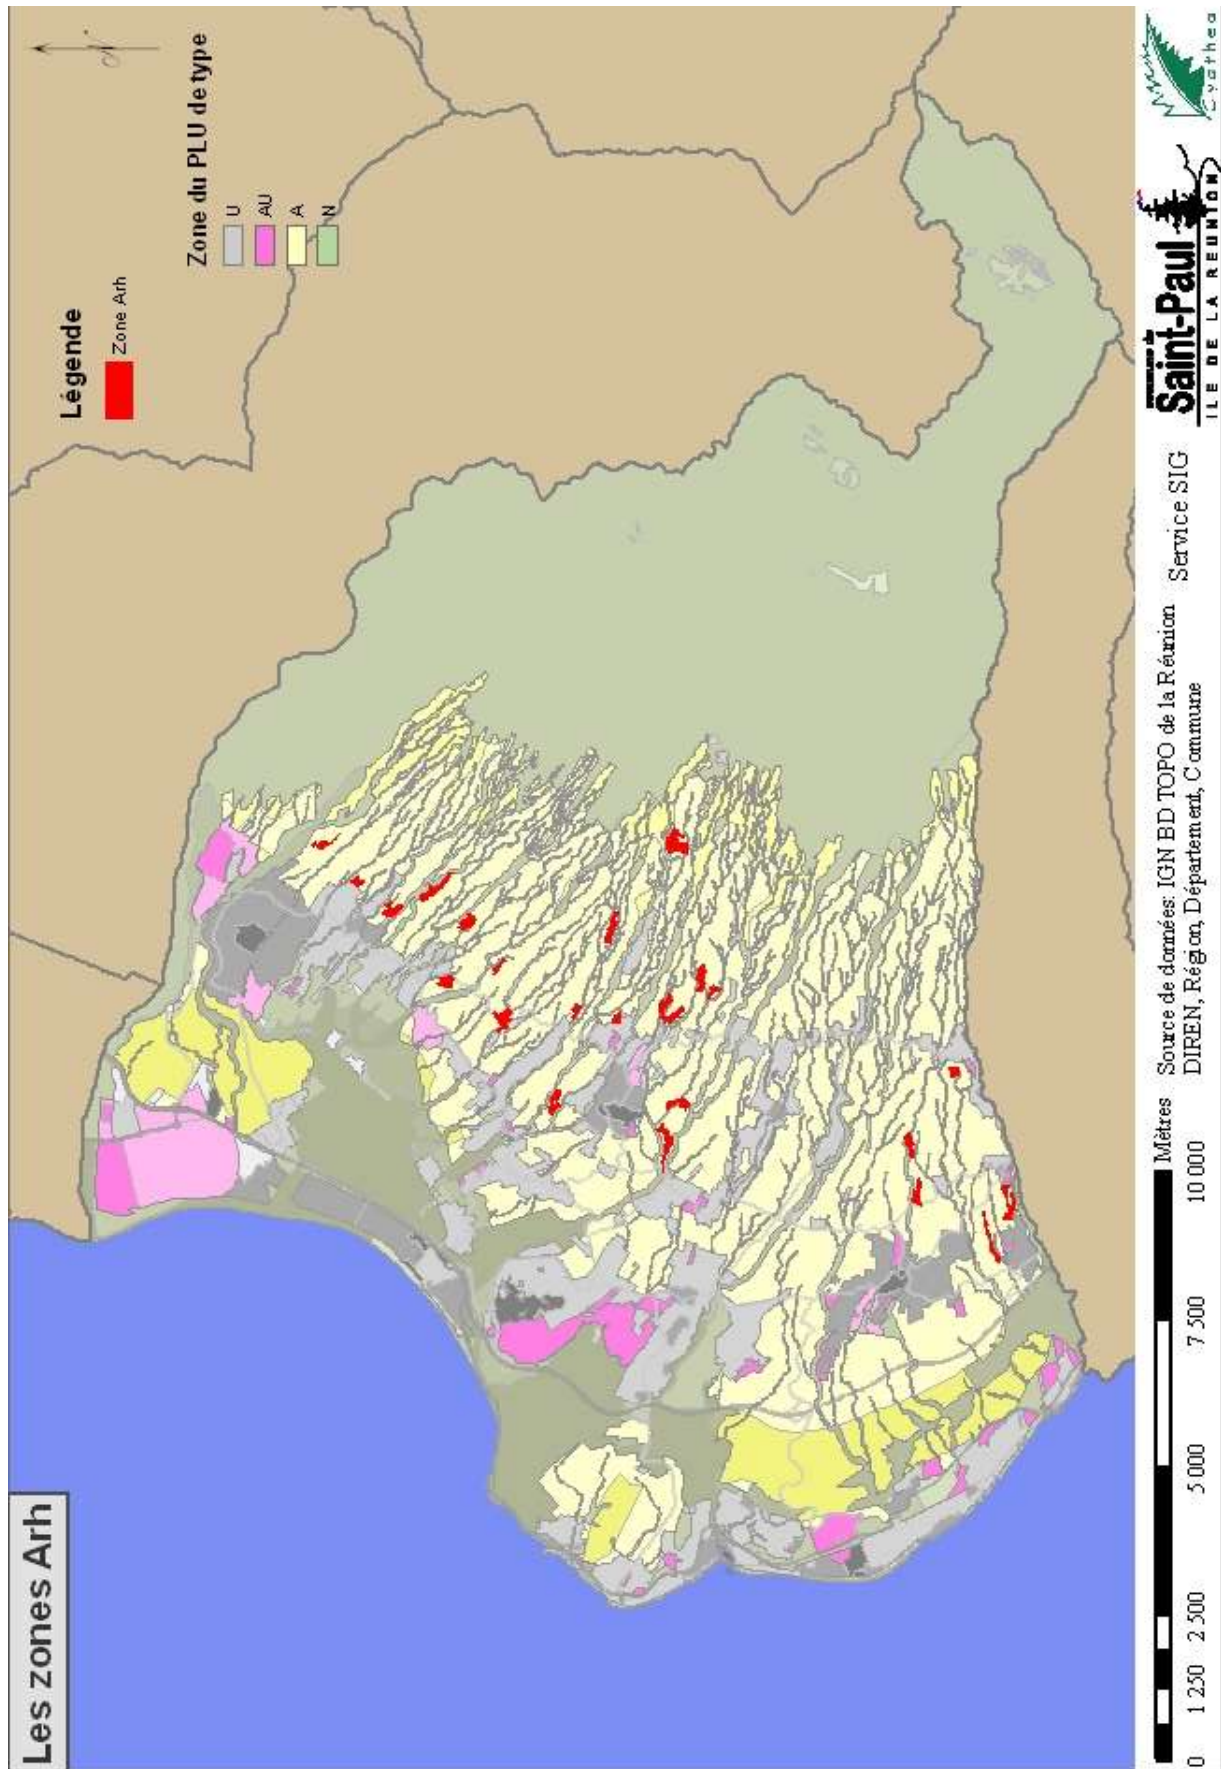 Les zones Arh
N
Légende
Zone Arh
Zone du PLU de type
U
AU
A
N
0 1 250 2 500 5 000 7 500 10 000
Mètres
Source de données: IGN BD TOPO de la Réunion Service SIG
DIREN, Région, Département, Commune
Saint-Paul
ILE DE LA REUNION
Cyathea